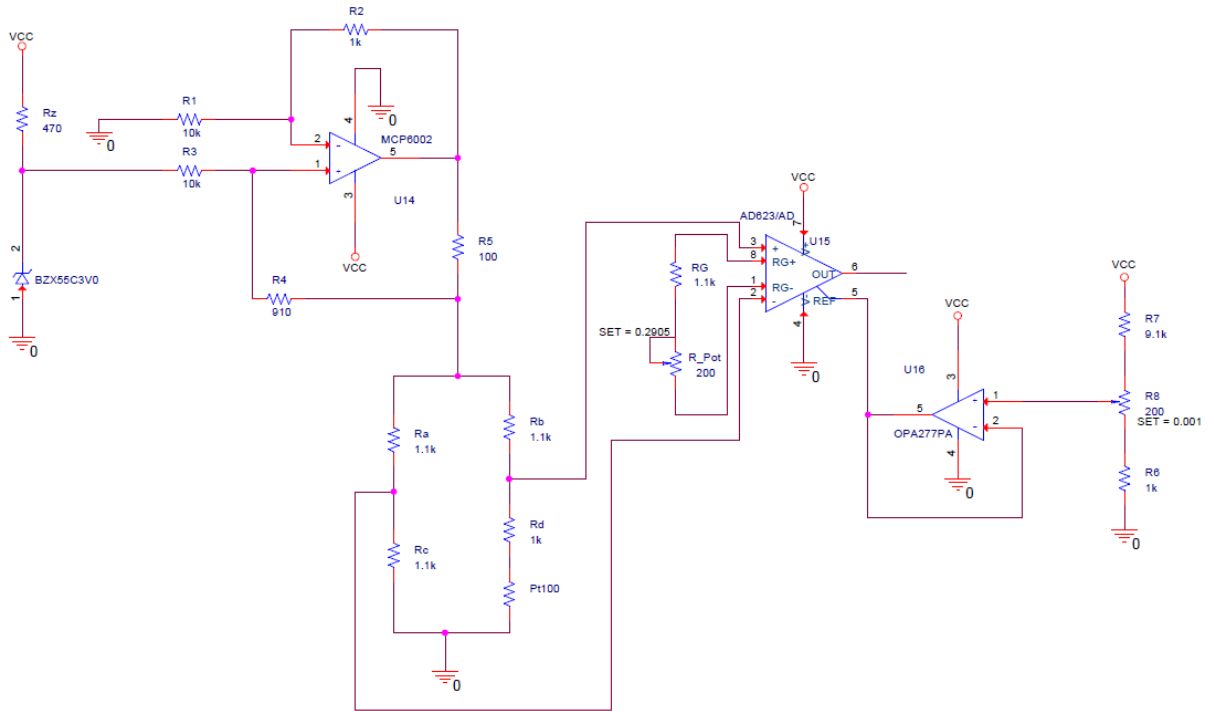 VCC
Rz
470
2
1
BZX55C3V0
0
R1
10k
0
R3
10k
R2
1k
2
-
1
+
4
0
MCP6002
5
U14
3
VCC
R5
100
R4
910
Ra
1.1k
Rb
1.1k
Rc
1.1k
Rd
1k
Pt100
0
VCC
AD623/AD
7
U15
V+
3
+
8
RG+
1
RG-
2
-
OUT
6
REF
5
V-
4
0
RG
1.1k
SET = 0.2905
R_Pot
200
VCC
U16
3
5
+
1
-
2
OPA277PA
4
0
VCC
R7
9.1k
R8
200
SET = 0.001
R6
1k
0